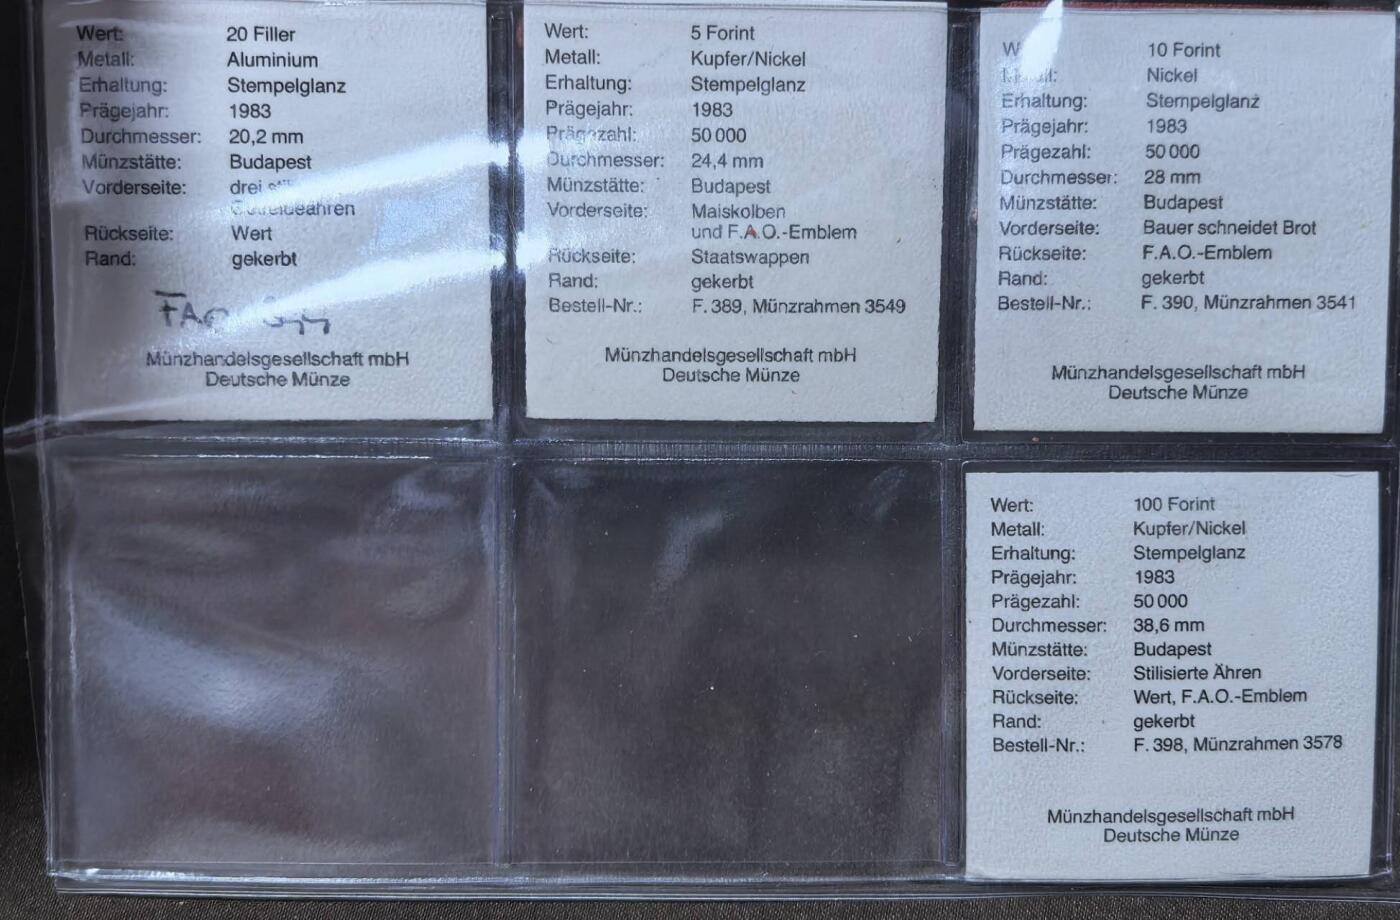 Wert: 20 Filler
Metall: Aluminium
Erhaltung: Stempelglanz
Prägejahr: 1983
Durchmesser: 20,2 mm
Münzstätte: Budapest
Vorderseite: drei
Getreideähren
Rückseite: Wert
Rand: gekerbt
FAO
Münzhandelsgesellschaft mbH
Deutsche Münze
Wert: 5 Forint
Metall: Kupfer/Nickel
Erhaltung: Stempelglanz
Prägejahr: 1983
Prägezahl: 50 000
Durchmesser: 24,4 mm
Münzstätte: Budapest
Vorderseite: Maiskolben
und F.A.O.-Emblem
Rückseite: Staatswappen
Rand: gekerbt
Bestell-Nr.: F. 389, Münzrahmen 3549
Münzhandelsgesellschaft mbH
Deutsche Münze
Wert: 10 Forint
Metall: Nickel
Erhaltung: Stempelglanz
Prägejahr: 1983
Prägezahl: 50 000
Durchmesser: 28 mm
Münzstätte: Budapest
Vorderseite: Bauer schneidet Brot
Rückseite: F.A.O.-Emblem
Rand: gekerbt
Bestell-Nr.: F. 390, Münzrahmen 3541
Münzhandelsgesellschaft mbH
Deutsche Münze
Wert: 100 Forint
Metall: Kupfer/Nickel
Erhaltung: Stempelglanz
Prägejahr: 1983
Prägezahl: 50 000
Durchmesser: 38,6 mm
Münzstätte: Budapest
Vorderseite: Stilisierte Ähren
Rückseite: Wert, F.A.O.-Emblem
Rand: gekerbt
Bestell-Nr.: F. 398, Münzrahmen 3578
Münzhandelsgesellschaft mbH
Deutsche Münze